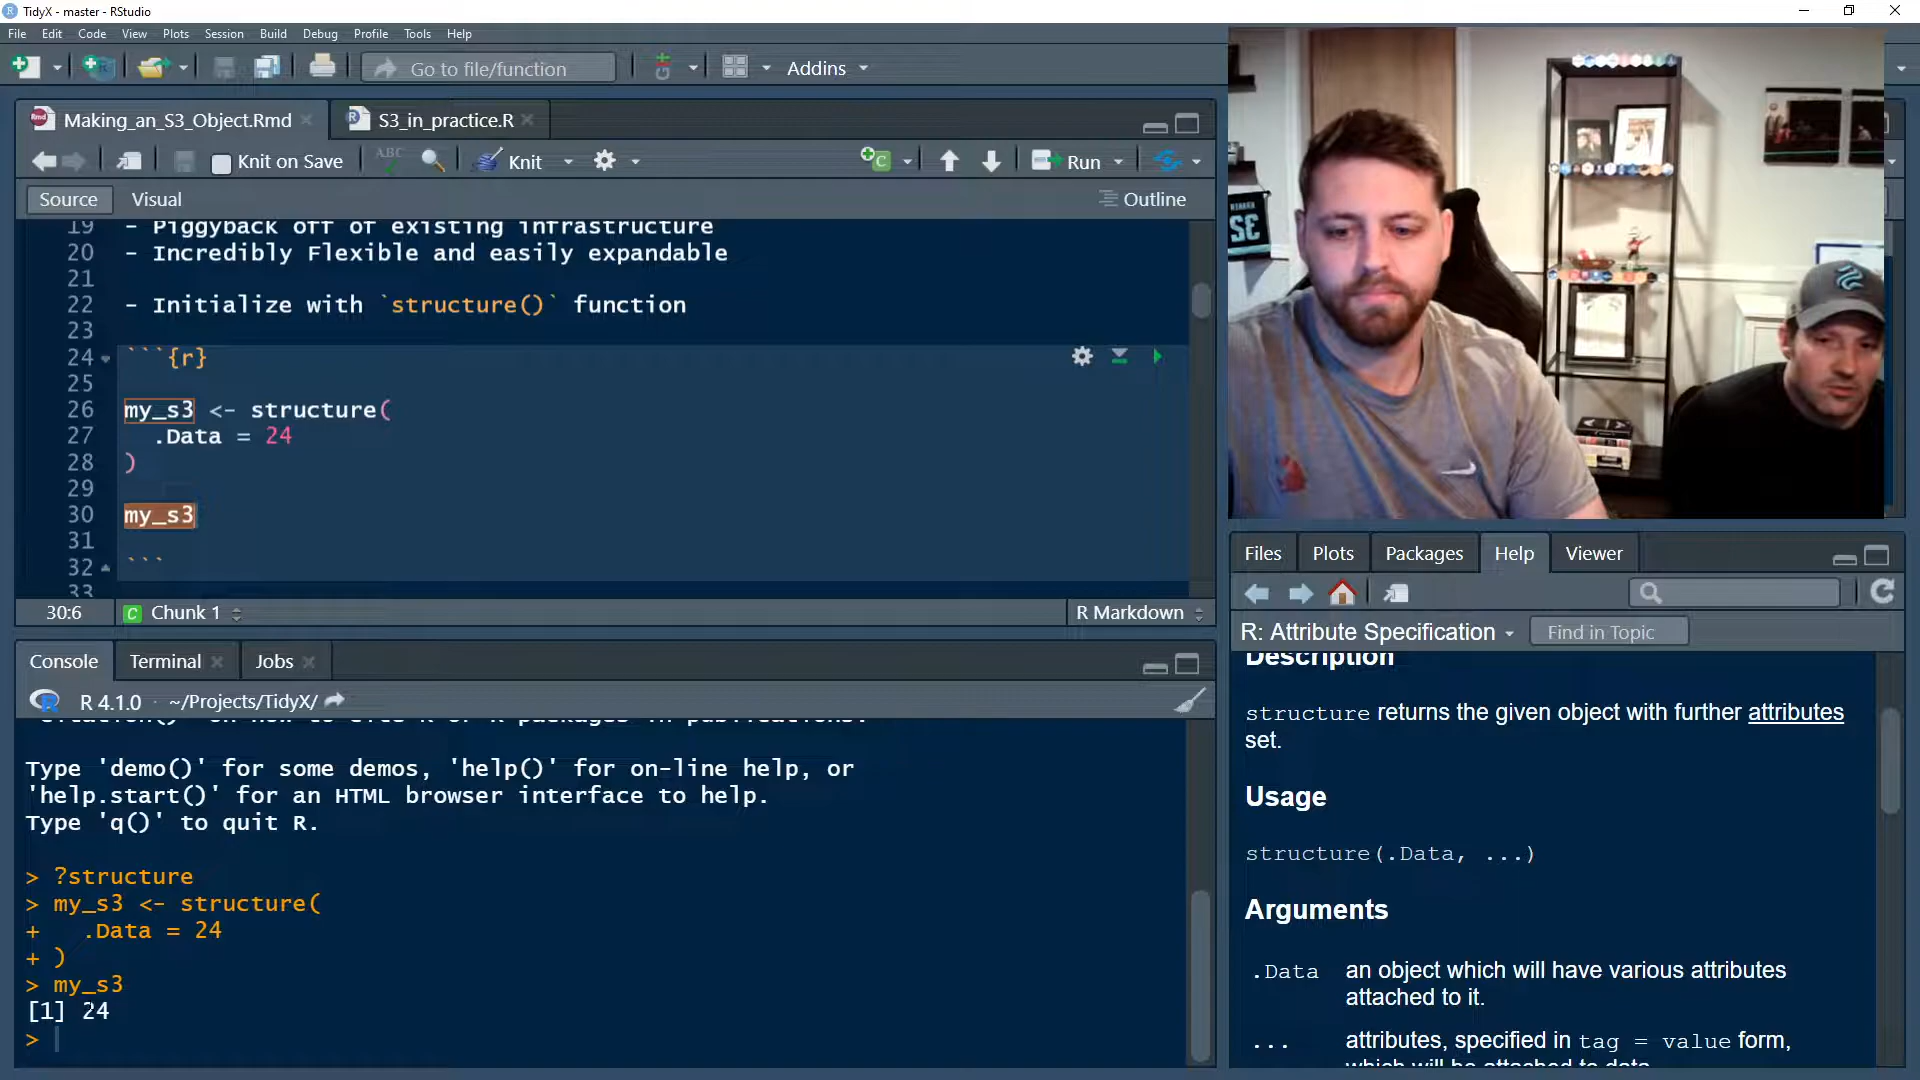 TidyX - master - RStudio
File Edit Code View Plots Session Build Debug Profile Tools Help
Go to file/function Addins
Making_an_S3_Object.Rmd S3_in_practice.R
Knit on Save ABC Knit Run
Source Visual Outline
19 - Piggyback off of existing infrastructure
20 - Incredibly Flexible and easily expandable
21
22 - Initialize with `structure()` function
23
24 ```{r}
25
26 my_s3 <- structure(
27 .Data = 24
28 )
29
30 my_s3
31
32 ```
33
30:6 Chunk 1 R Markdown
Console Terminal Jobs
R 4.1.0 · ~/Projects/TidyX/
Type 'demo()' for some demos, 'help()' for on-line help, or
'help.start()' for an HTML browser interface to help.
Type 'q()' to quit R.
> ?structure
> my_s3 <- structure(
+ .Data = 24
+ )
> my_s3
[1] 24
>
Files Plots Packages Help Viewer
R: Attribute Specification Find in Topic
Description
structure returns the given object with further attributes
set.
Usage
structure(.Data, ...)
Arguments
.Data an object which will have various attributes
attached to it.
... attributes, specified in tag = value form,
which will be attached to data